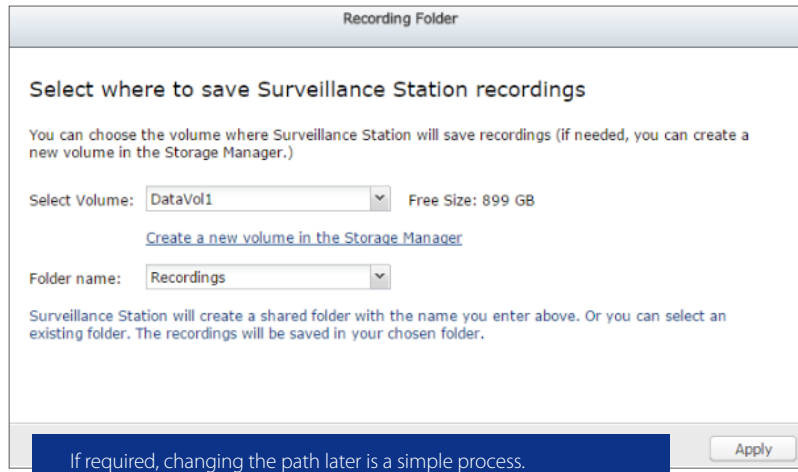 Recording Folder
Select where to save Surveillance Station recordings
You can choose the volume where Surveillance Station will save recordings (if needed, you can create a
new volume in the Storage Manager.)
Select Volume: DataVol1 Free Size: 899 GB
Create a new volume in the Storage Manager
Folder name: Recordings
Surveillance Station will create a shared folder with the name you enter above. Or you can select an
existing folder. The recordings will be saved in your chosen folder.
Apply
If required, changing the path later is a simple process.